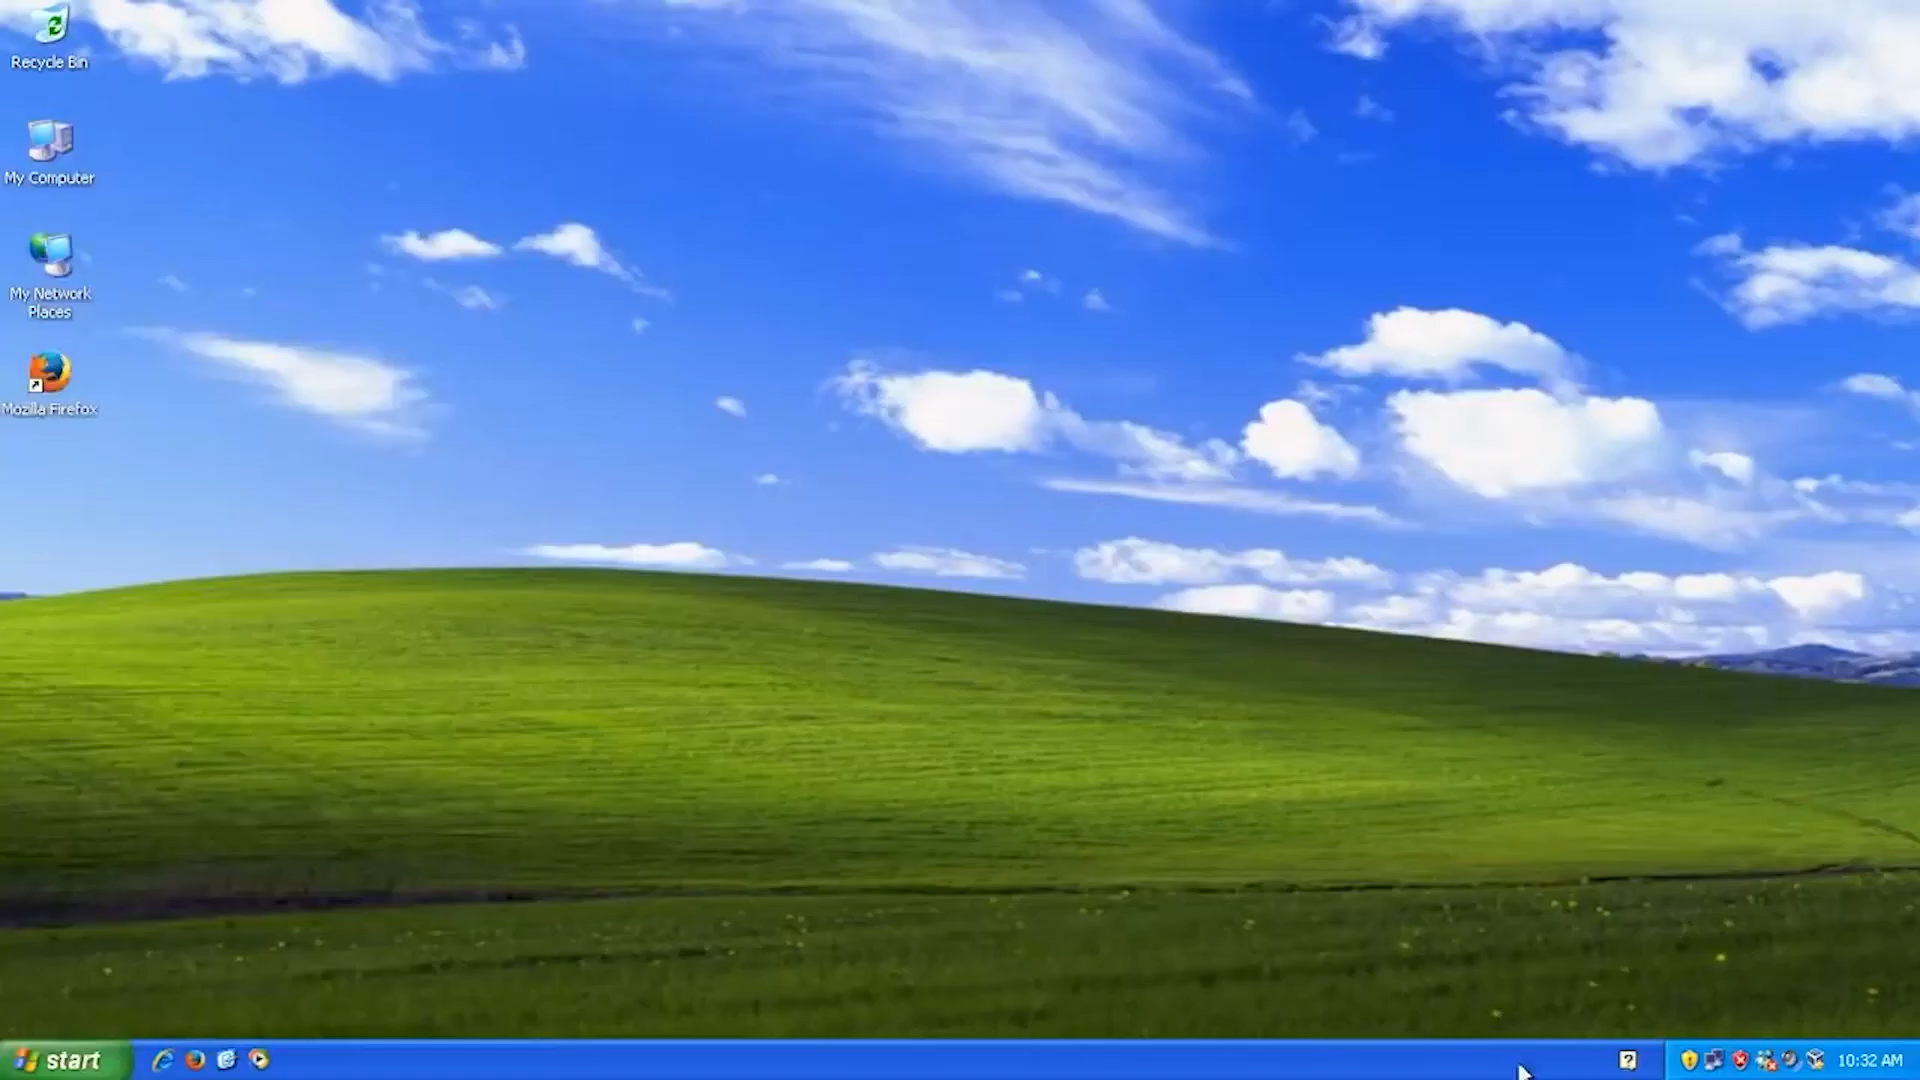 Recycle Bin
My Computer
My Network
Places
Mozilla Firefox
start
?
10:32 AM